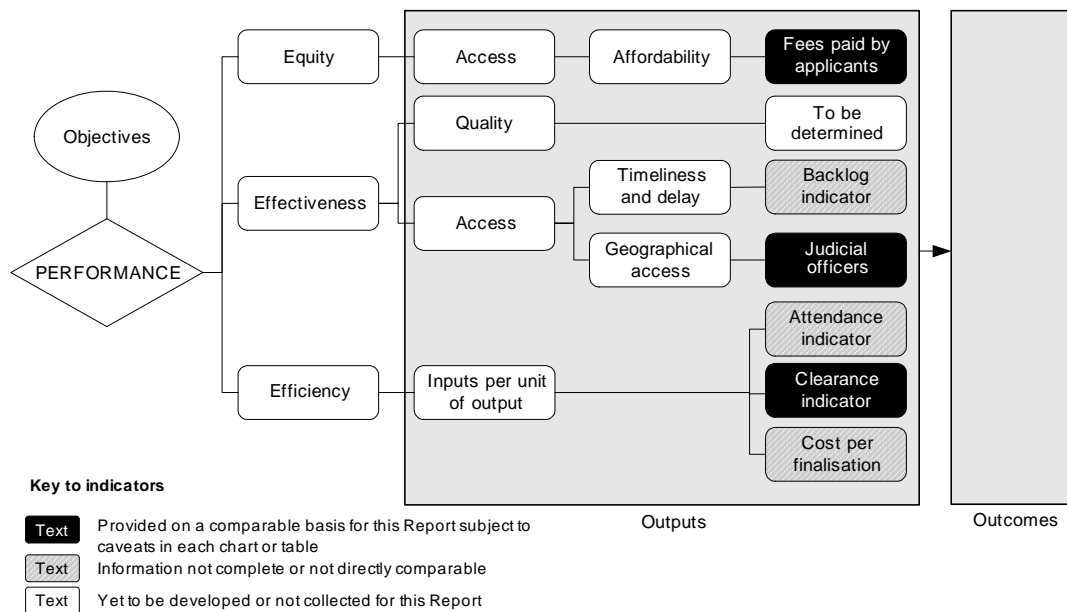 Objectives
PERFORMANCE
Equity
Access
Affordability
Fees paid by
applicants
Effectiveness
Quality
To be
determined
Access
Timeliness
and delay
Backlog
indicator
Geographical
access
Judicial
officers
Efficiency
Inputs per unit
of output
Attendance
indicator
Clearance
indicator
Cost per
finalisation
Outputs
Outcomes
Key to indicators
Text
Provided on a comparable basis for this Report subject to
caveats in each chart or table
Text
Information not complete or not directly comparable
Text
Yet to be developed or not collected for this Report